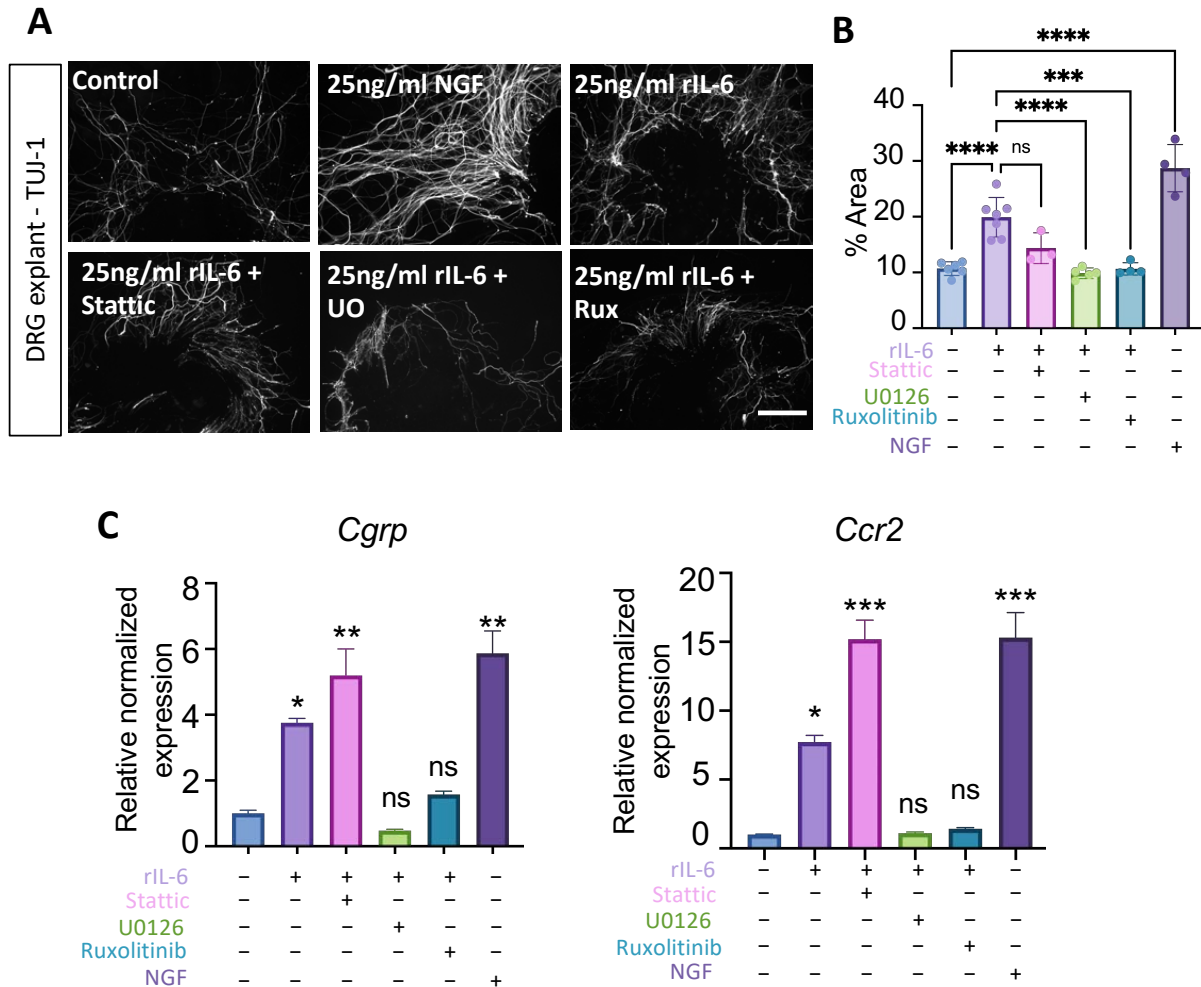 A
DRG explant - TUJ-1
Control
25ng/ml NGF
25ng/ml rIL-6
25ng/ml rIL-6 +
Stattic
25ng/ml rIL-6 +
UO
25ng/ml rIL-6 +
Rux
B
****
***
****
****
ns
% Area
40
30
20
10
0
rIL-6 – + + + + –
Stattic – – + – – –
U0126 – – – + – –
Ruxolitinib – – – – + –
NGF – – – – – +
C
Cgrp
Relative normalized
expression
8
6
4
2
0
*
**
ns
ns
**
rIL-6 – + + + + –
Stattic – – + – – –
U0126 – – – + – –
Ruxolitinib – – – – + –
NGF – – – – – +
Ccr2
Relative normalized
expression
20
15
10
5
0
*
***
ns
ns
***
rIL-6 – + + + + –
Stattic – – + – – –
U0126 – – – + – –
Ruxolitinib – – – – + –
NGF – – – – – +